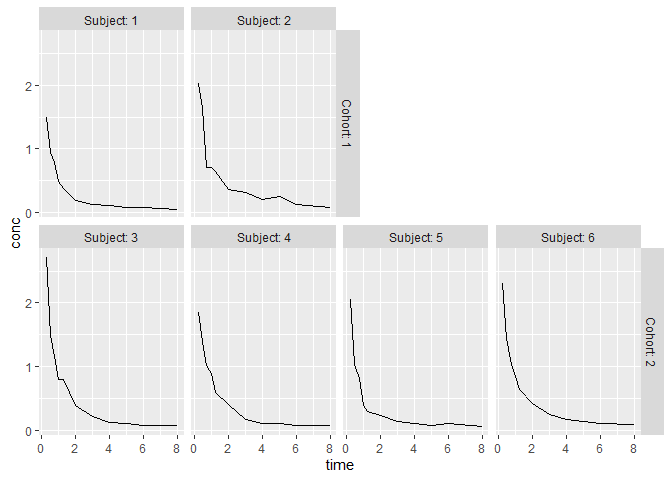 Subject: 1
Subject: 2
2
1
0
Cohort: 1
conc
Subject: 3
Subject: 4
Subject: 5
Subject: 6
2
1
0
Cohort: 2
0 2 4 6 8
0 2 4 6 8
0 2 4 6 8
0 2 4 6 8
time